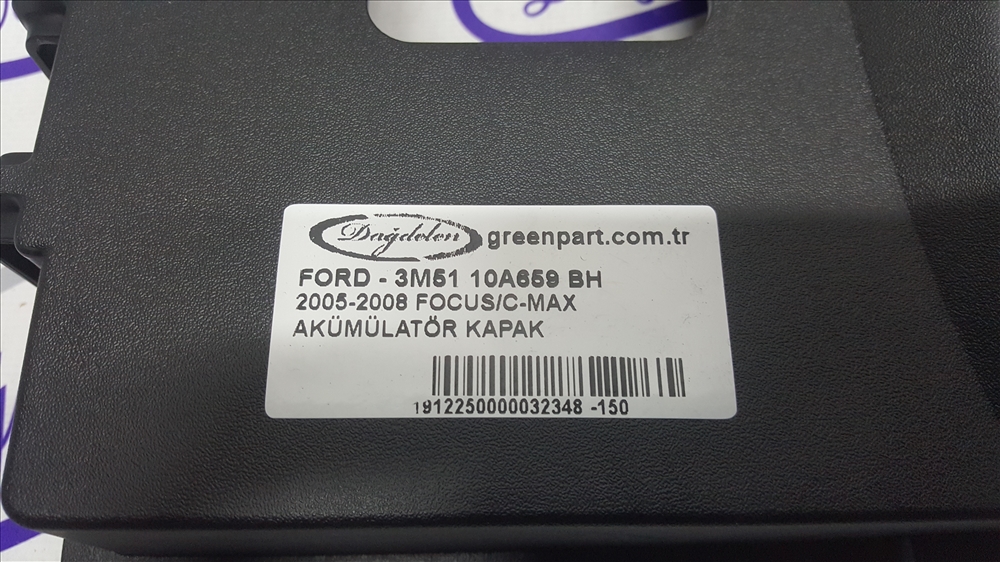 Dağdelen greenpart.com.tr
FORD - 3M51 10A659 BH
2005-2008 FOCUS/C-MAX
AKÜMÜLATÖR KAPAK
1912250000032348 -150